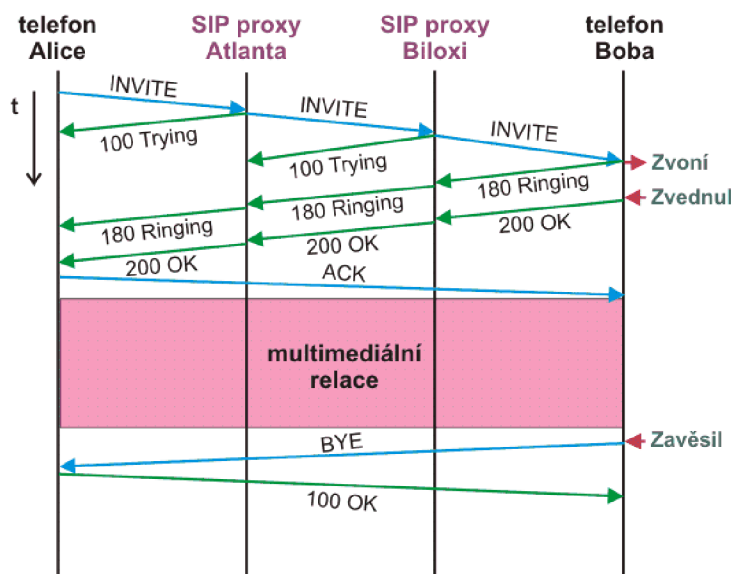 telefon
Alice
SIP proxy
Atlanta
SIP proxy
Biloxi
telefon
Boba
t
INVITE
INVITE
INVITE
100 Trying
100 Trying
Zvoní
180 Ringing
180 Ringing
180 Ringing
Zvednul
200 OK
200 OK
200 OK
ACK
multimediální
relace
BYE
Zavěsil
100 OK